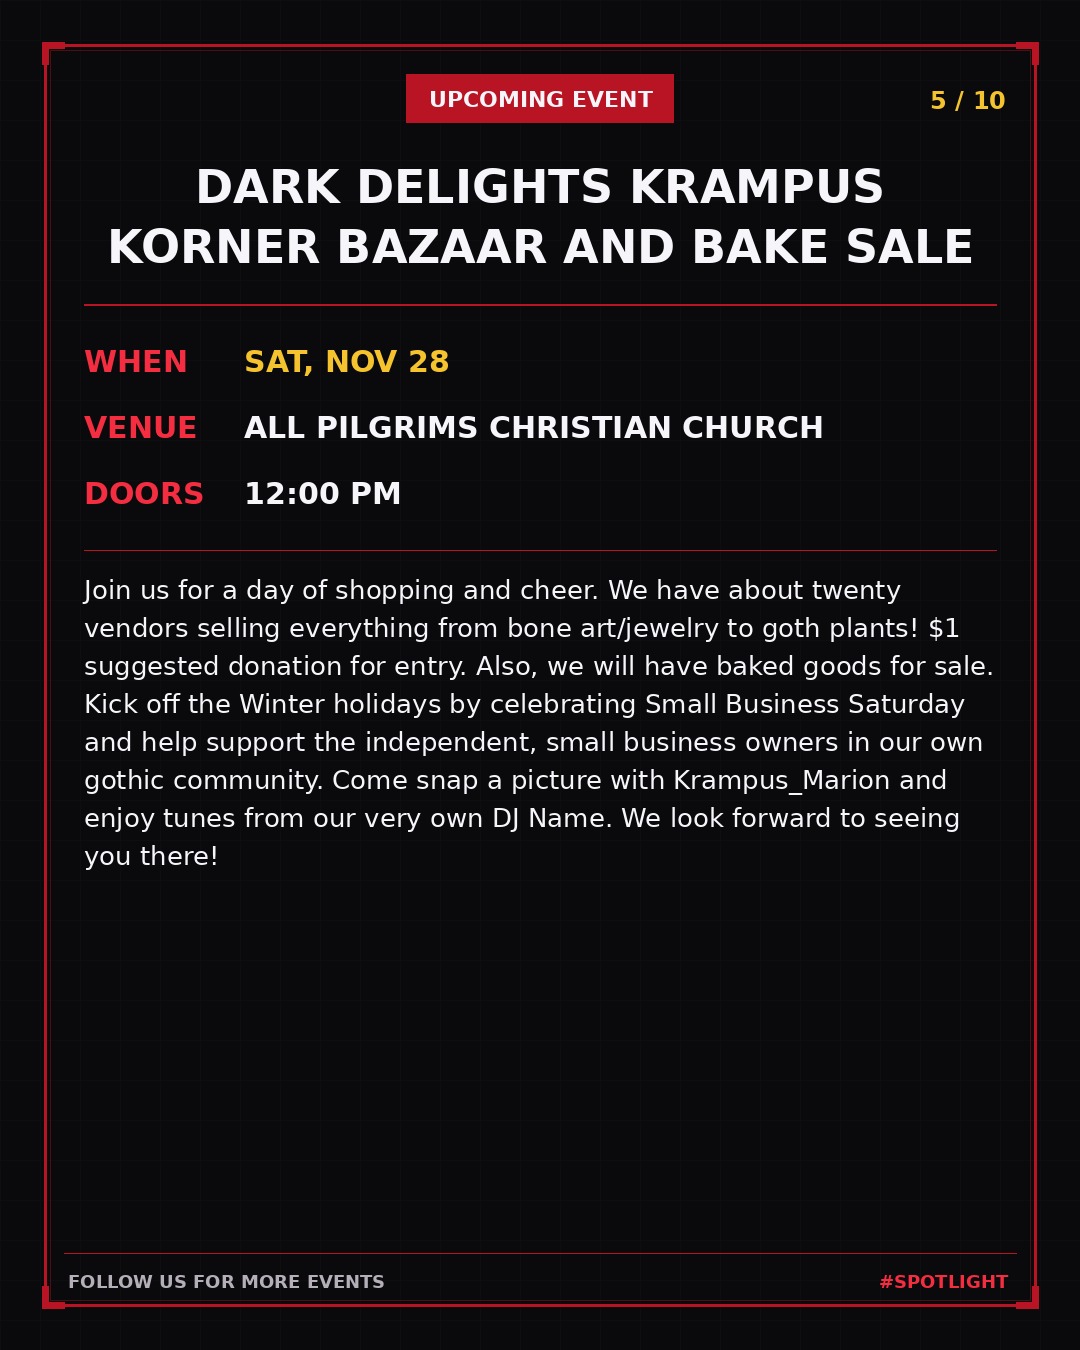 UPCOMING EVENT
5 / 10
DARK DELIGHTS KRAMPUS
KORNER BAZAAR AND BAKE SALE
WHEN SAT, NOV 28
VENUE ALL PILGRIMS CHRISTIAN CHURCH
DOORS 12:00 PM
Join us for a day of shopping and cheer. We have about twenty
vendors selling everything from bone art/jewelry to goth plants! $1
suggested donation for entry. Also, we will have baked goods for sale.
Kick off the Winter holidays by celebrating Small Business Saturday
and help support the independent, small business owners in our own
gothic community. Come snap a picture with Krampus_Marion and
enjoy tunes from our very own DJ Name. We look forward to seeing
you there!
FOLLOW US FOR MORE EVENTS
#SPOTLIGHT